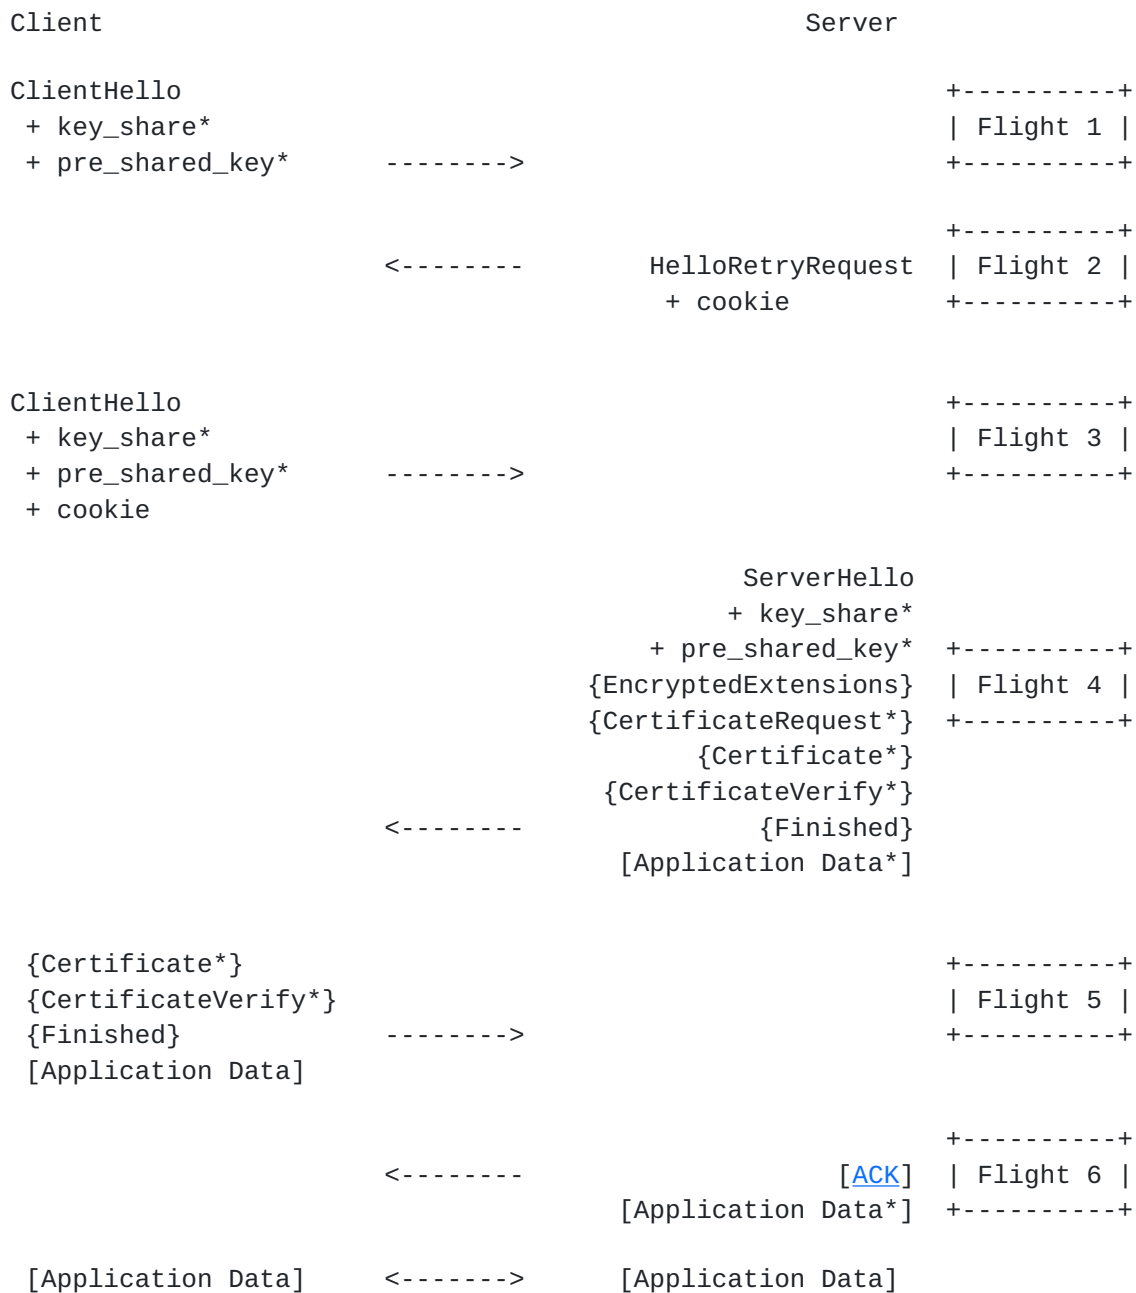 Client                                             Server

ClientHello                                                 +----------+
 + key_share*                                               | Flight 1 |
 + pre_shared_key*      -------->                           +----------+

                                                            +----------+
                        <--------        HelloRetryRequest  | Flight 2 |
                                          + cookie          +----------+


ClientHello                                                 +----------+
 + key_share*                                               | Flight 3 |
 + pre_shared_key*      -------->                           +----------+
 + cookie

                                               ServerHello
                                              + key_share*
                                         + pre_shared_key*  +----------+
                                     {EncryptedExtensions}  | Flight 4 |
                                     {CertificateRequest*}  +----------+
                                            {Certificate*}
                                      {CertificateVerify*}
                        <--------               {Finished}
                                       [Application Data*]


 {Certificate*}                                             +----------+
 {CertificateVerify*}                                       | Flight 5 |
 {Finished}             -------->                           +----------+
 [Application Data]

                                                            +----------+
                        <--------                    [ACK]  | Flight 6 |
                                       [Application Data*]  +----------+

 [Application Data]     <------->      [Application Data]